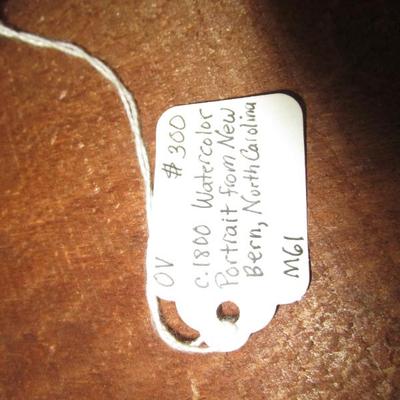 OV $300
c.1800 Watercolor
Portrait from New
Bern, North Carolina
M61